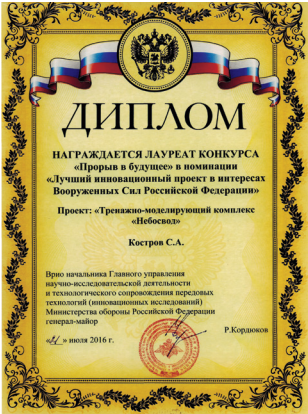 ДИПЛОМ
НАГРАЖДАЕТСЯ ЛАУРЕАТ КОНКУРСА
«Прорыв в будущее» в номинации
«Лучший инновационный проект в интересах
Вооруженных Сил Российской Федерации»
Проект: «Тренажно-моделирующий комплекс
«Небосвод»
Костров С.А.
Врио начальника Главного управления
научно-исследовательской деятельности
и технологического сопровождения передовых
технологий (инновационных исследований)
Министерства обороны Российской Федерации
генерал-майор
Р.Кордюков
» июля 2016 г.